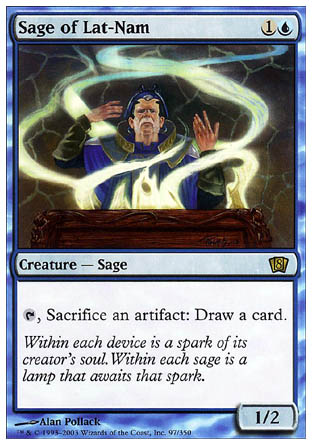 Sage of Lat-Nam 1
Creature — Sage 8
, Sacrifice an artifact: Draw a card.
Within each device is a spark of its
creator's soul. Within each sage is a
lamp that awaits that spark.
Alan Pollack
™ & © 1993–2003 Wizards of the Coast, Inc. 97/350
1/2